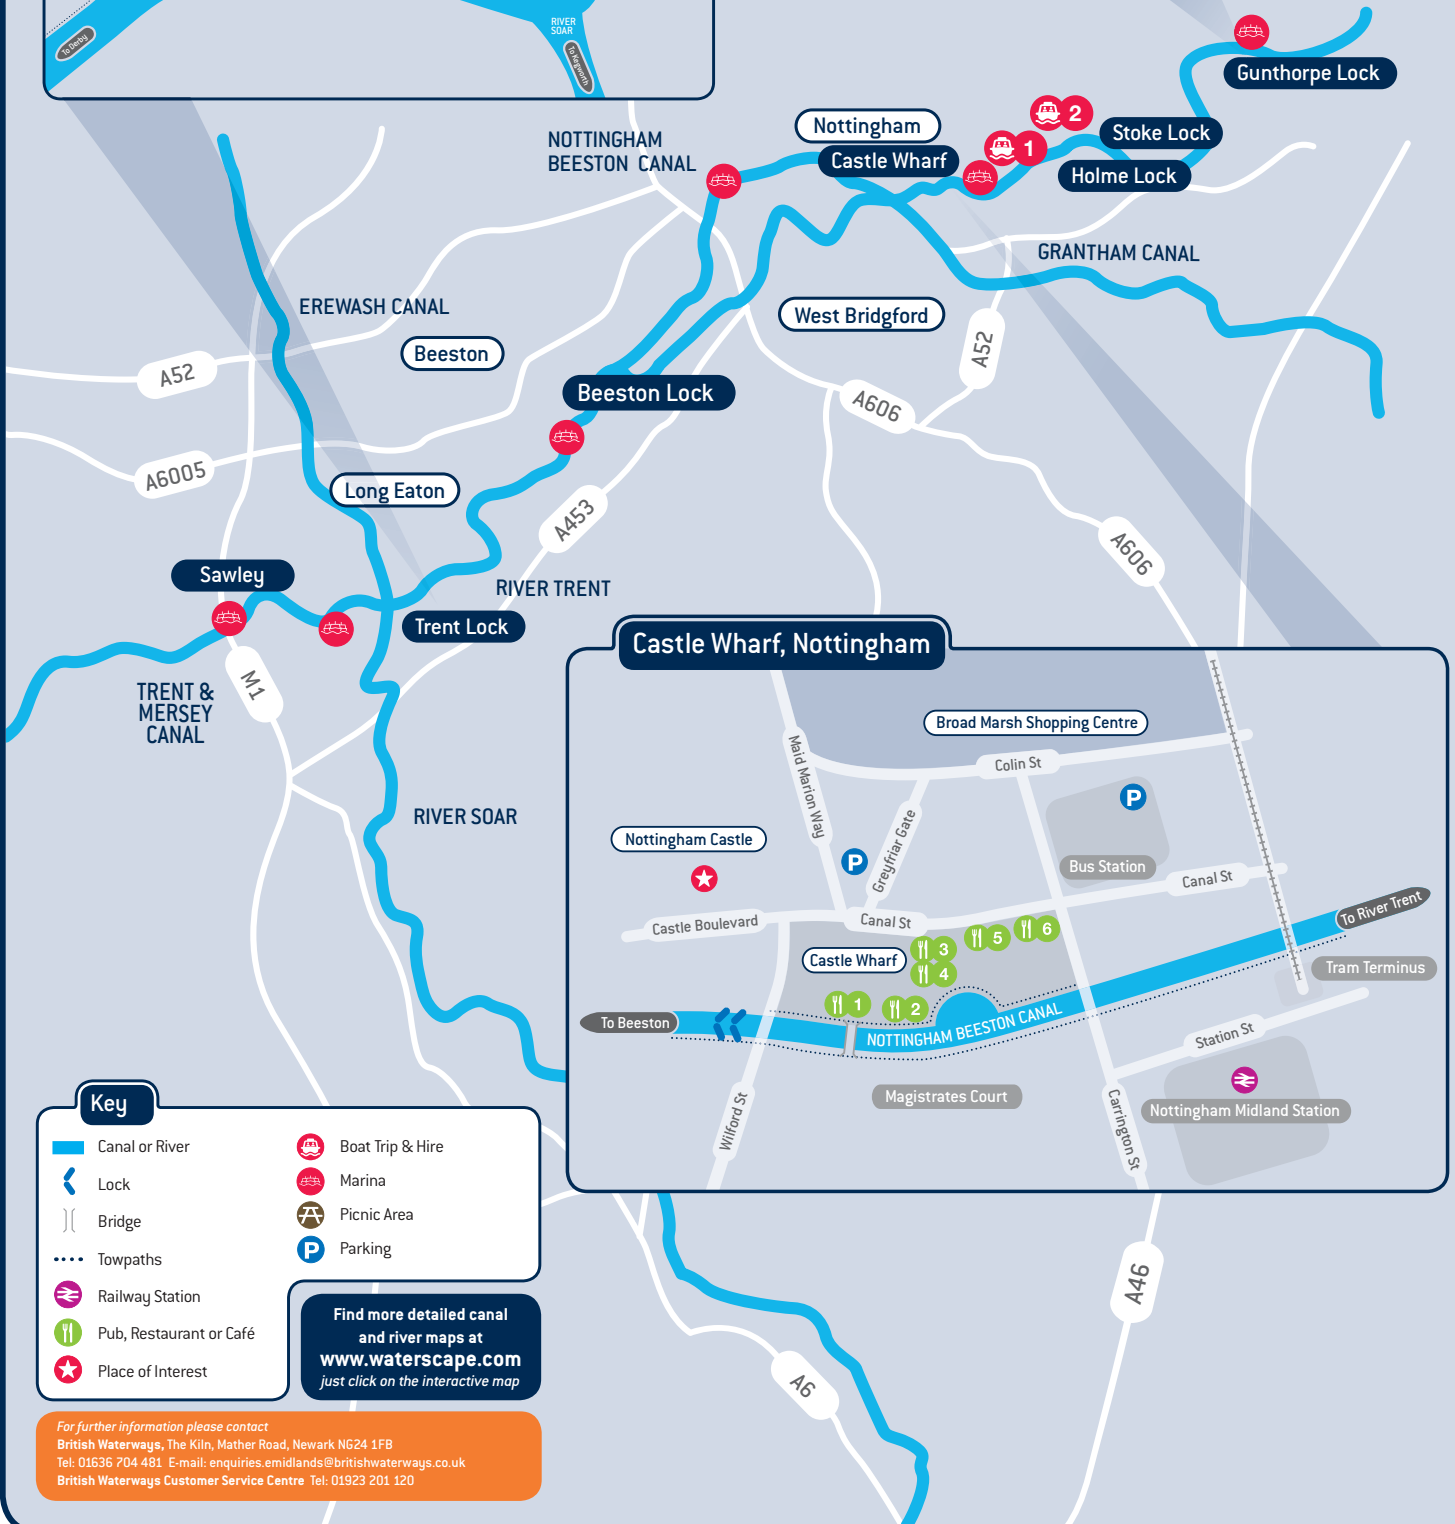 To Derby
RIVER
SOAR
To Kegworth
Gunthorpe Lock
2
Stoke Lock
Nottingham
1
NOTTINGHAM
BEESTON CANAL
Castle Wharf
Holme Lock
GRANTHAM CANAL
EREWASH CANAL
West Bridgford
Beeston
A52
A52
Beeston Lock
A606
A6005
Long Eaton
A453
A606
Sawley
RIVER TRENT
Trent Lock
M1
TRENT &
MERSEY
CANAL
RIVER SOAR
Castle Wharf, Nottingham
Broad Marsh Shopping Centre
Maid Marion Way
Colin St
P
Nottingham Castle
P
Greyfriar Gate
Bus Station
Canal St
Castle Boulevard
Canal St
To River Trent
3
5
6
Castle Wharf
4
Tram Terminus
1
2
To Beeston
NOTTINGHAM BEESTON CANAL
Station St
Magistrates Court
Wilford St
Carrington St
Nottingham Midland Station
Key
Canal or River
Lock
Bridge
Towpaths
Railway Station
Pub, Restaurant or Café
Place of Interest
Boat Trip & Hire
Marina
Picnic Area
P Parking
Find more detailed canal
and river maps at
www.waterscape.com
just click on the interactive map
A46
A6
For further information please contact
British Waterways, The Kiln, Mather Road, Newark NG24 1FB
Tel: 01636 704 481 E-mail: enquiries.emidlands@britishwaterways.co.uk
British Waterways Customer Service Centre Tel: 01923 201 120